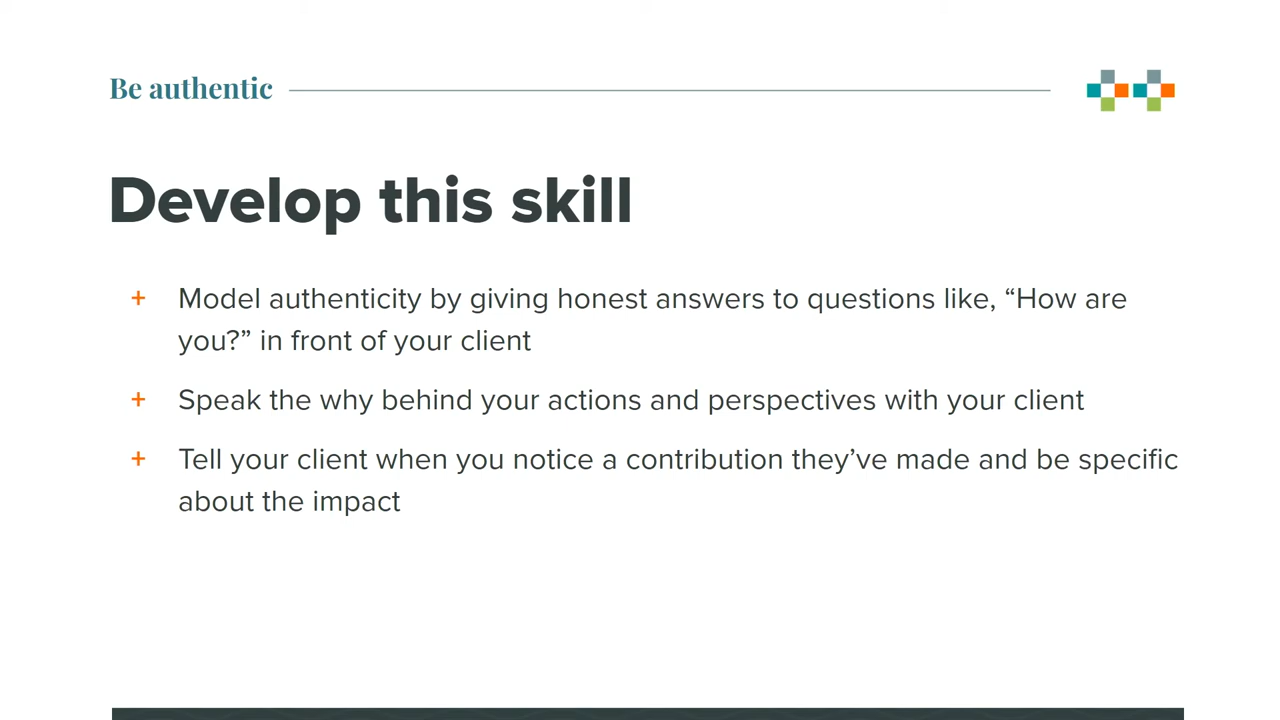 Be authentic
Develop this skill
+ Model authenticity by giving honest answers to questions like, “How are
you?” in front of your client
+ Speak the why behind your actions and perspectives with your client
+ Tell your client when you notice a contribution they’ve made and be specific
about the impact